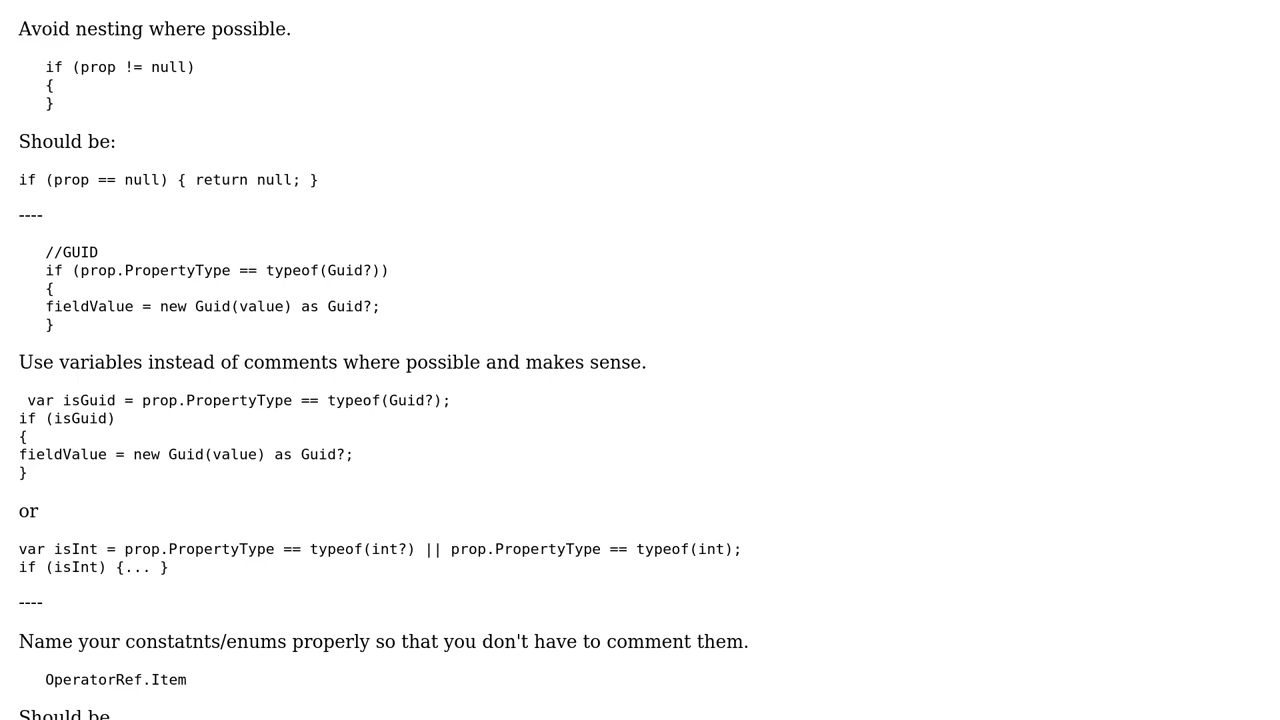 Avoid nesting where possible.
if (prop != null)
{
}
Should be:
if (prop == null) { return null; }
----
//GUID
if (prop.PropertyType == typeof(Guid?))
{
fieldValue = new Guid(value) as Guid?;
}
Use variables instead of comments where possible and makes sense.
var isGuid = prop.PropertyType == typeof(Guid?);
if (isGuid)
{
fieldValue = new Guid(value) as Guid?;
}
or
var isInt = prop.PropertyType == typeof(int?) || prop.PropertyType == typeof(int);
if (isInt) {... }
----
Name your constatnts/enums properly so that you don't have to comment them.
OperatorRef.Item
Should be